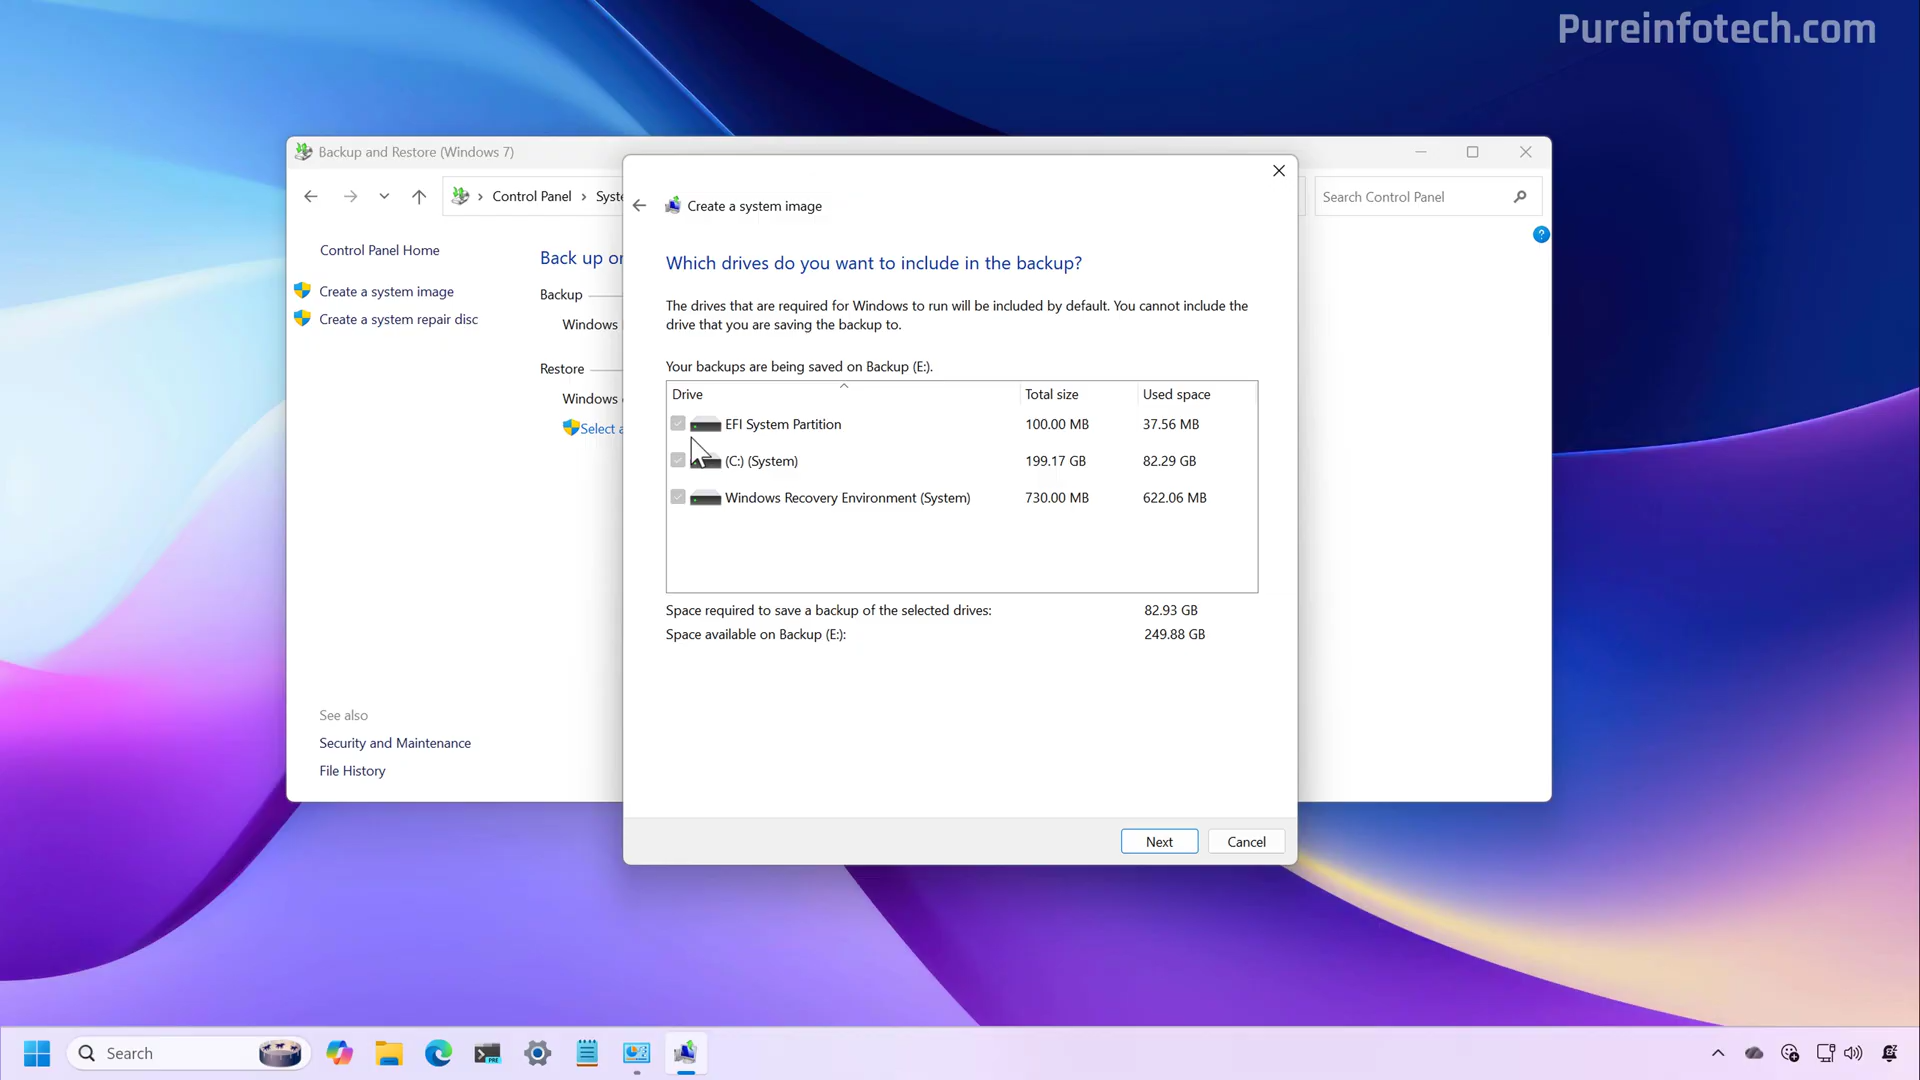 Pureinfotech.com
Backup and Restore (Windows 7)
Control Panel
Syste
Search Control Panel
Control Panel Home
Create a system image
Create a system repair disc
Back up or
Backup
Windows
Restore
Windows
Select a
See also
Security and Maintenance
File History
Create a system image
Which drives do you want to include in the backup?
The drives that are required for Windows to run will be included by default. You cannot include the
drive that you are saving the backup to.
Your backups are being saved on Backup (E:).
Drive Total size Used space
EFI System Partition 100.00 MB 37.56 MB
(C:) (System) 199.17 GB 82.29 GB
Windows Recovery Environment (System) 730.00 MB 622.06 MB
Space required to save a backup of the selected drives: 82.93 GB
Space available on Backup (E:): 249.88 GB
Next Cancel
Search
PRE